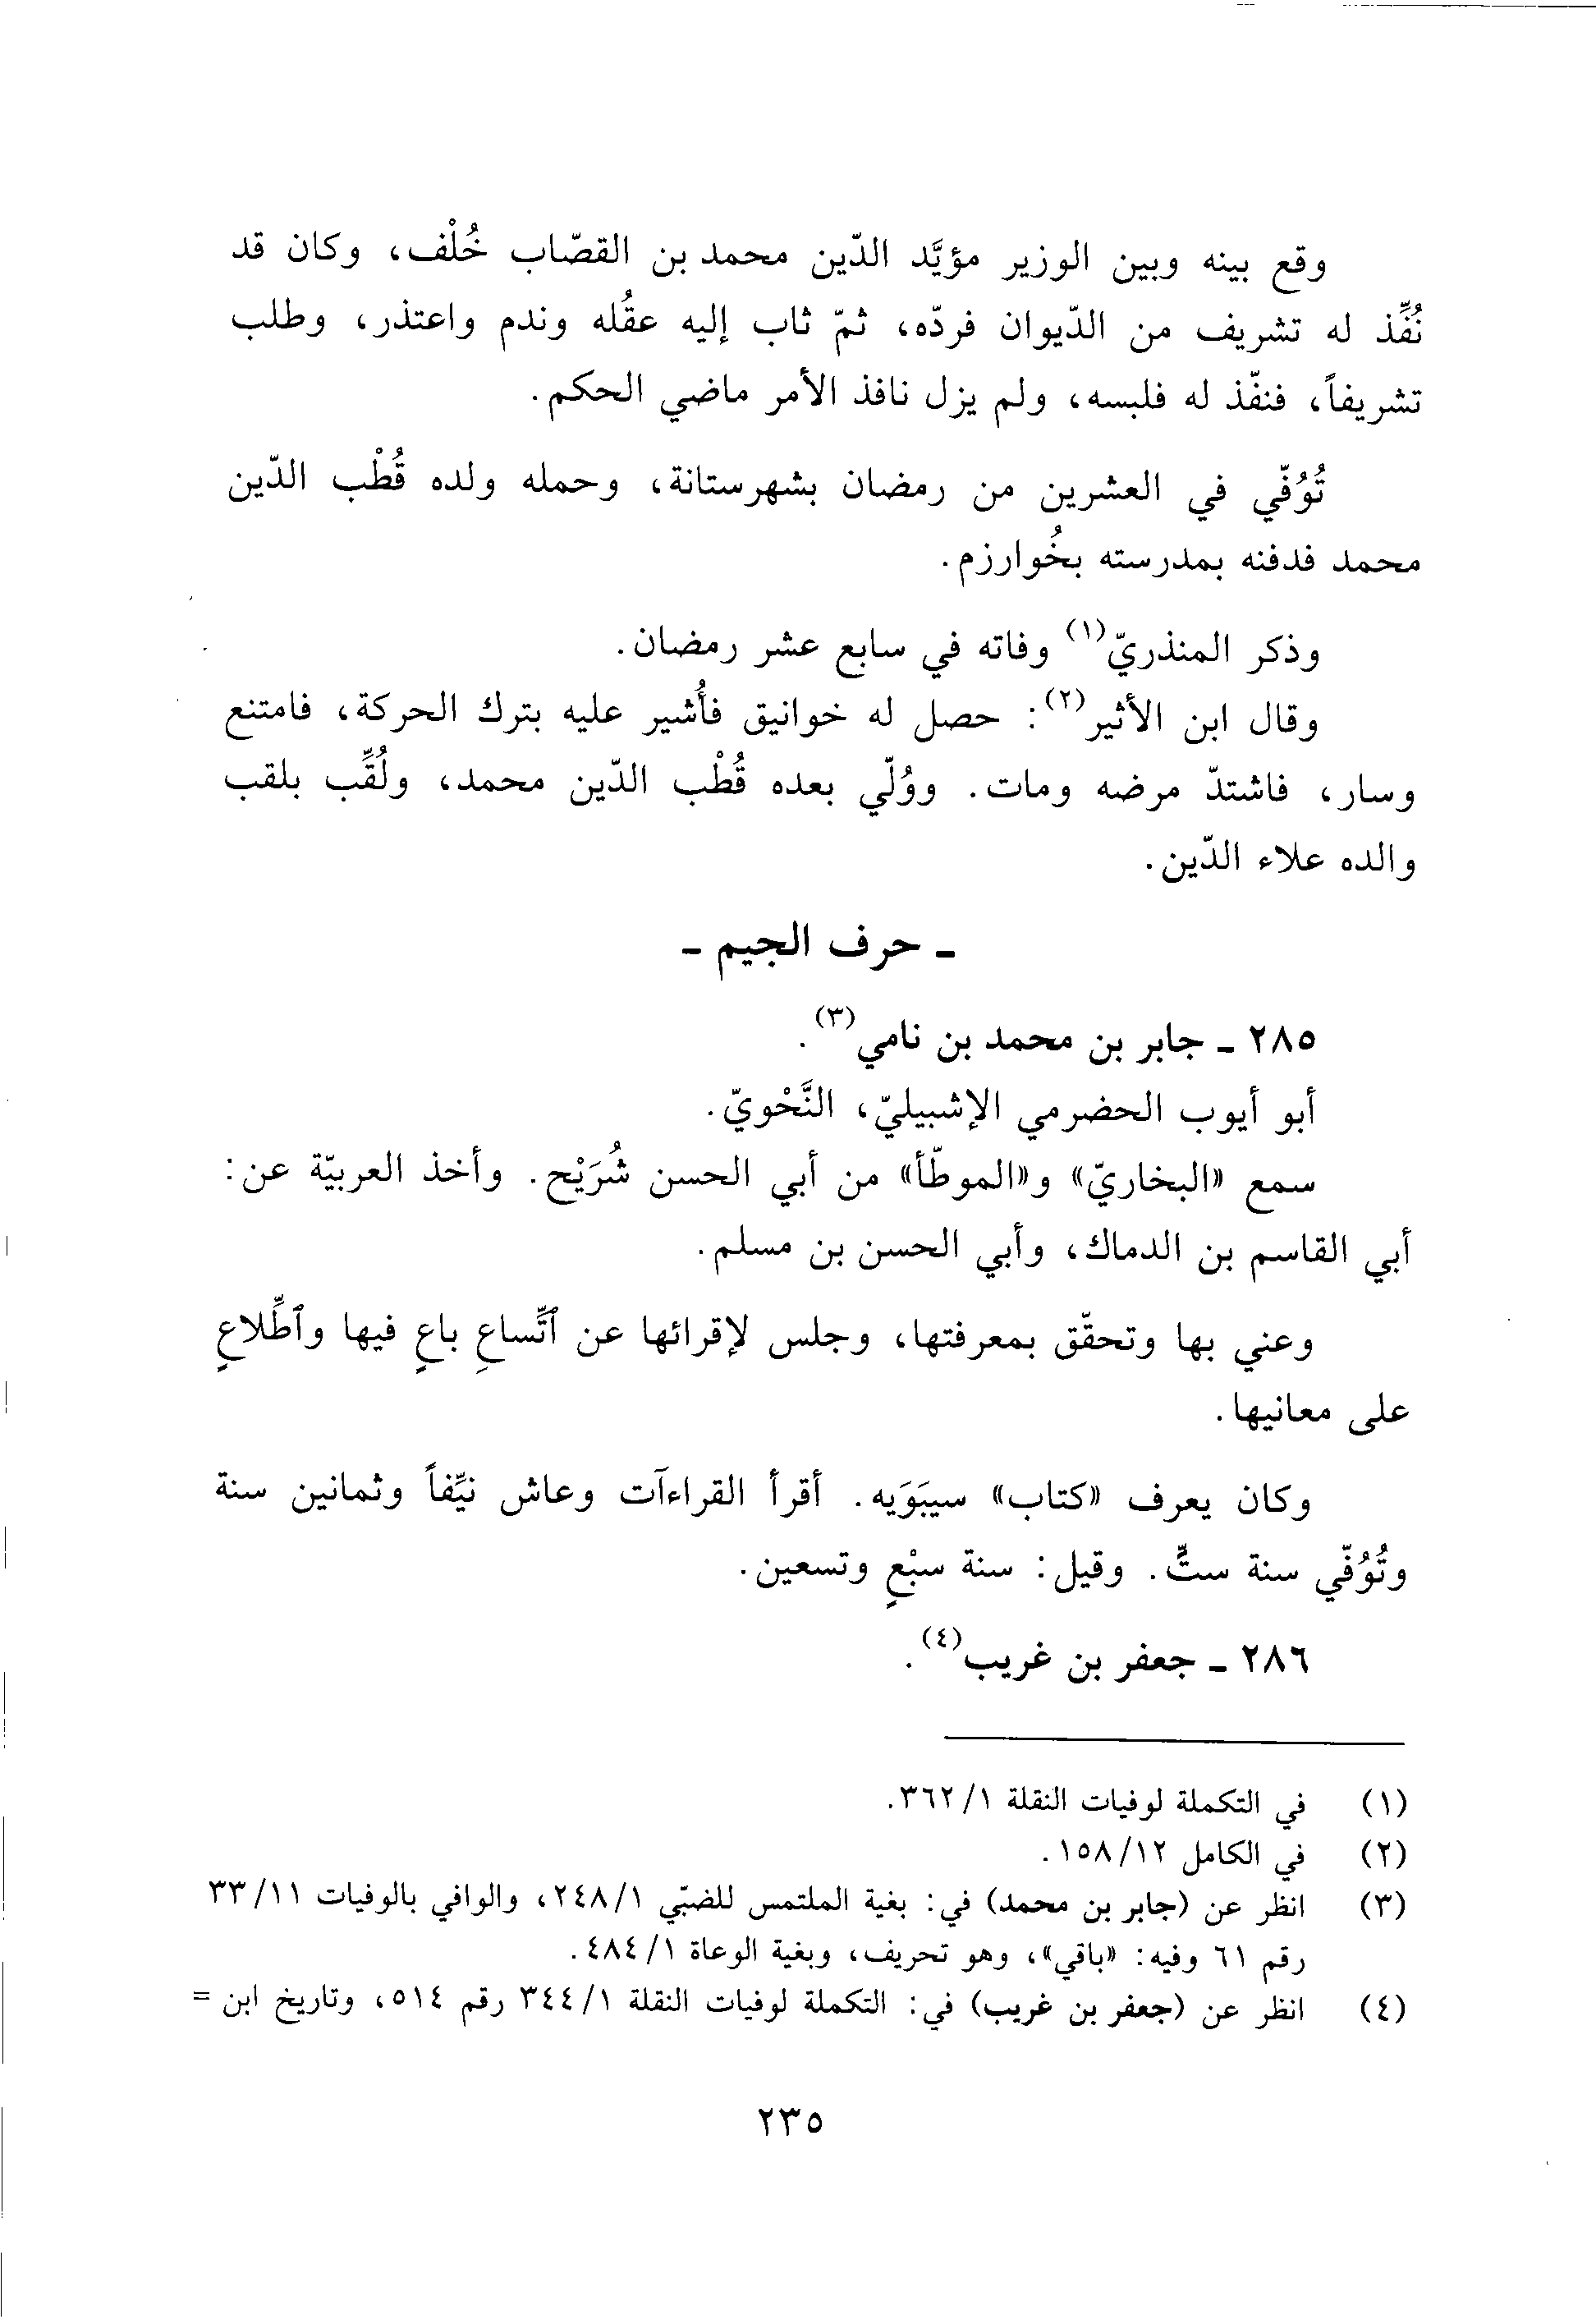 وقع بينه وبين الوزير مؤيَّد الدّين محمد بن القصّاب خُلْف، وكان قد
نُفِّذ له تشريف من الدّيوان فردّه، ثمّ ثاب إليه عقُله وندم واعتذر، وطلب
تشريفاً، فنفّذ له فلبسه، ولم يزل نافذ الأمر ماضي الحكم.
تُوُفّي في العشرين من رمضان بشهرستانة، وحمله ولده قُطْب الدّين
محمد فدفنه بمدرسته بخُوارزم.
وذكر المنذريّ(١) وفاته في سابع عشر رمضان.
وقال ابن الأثير(٢): حصل له خوانيق فأُشير عليه بترك الحركة، فامتنع
وسار، فاشتدّ مرضه ومات. ووُلّي بعده قُطْب الدّين محمد، ولُقِّب بلقب
والده علاء الدّين.
ـ حرف الجيم ـ
٢٨٥ ـ جابر بن محمد بن نامي(٣).
أبو أيوب الحضرمي الإشبيليّ، النَّحْويّ.
سمع «البخاريّ» و«الموطّأ» من أبي الحسن شُرَيْح. وأخذ العربيّة عن:
أبي القاسم بن الدماك، وأبي الحسن بن مسلم.
وعني بها وتحقّق بمعرفتها، وجلس لإقرائها عن ٱتّساعِ باعٍ فيها وٱطِّلاعٍ
على معانيها.
وكان يعرف «كتاب» سيبَوَيه. أقرأ القراءآت وعاش نيِّفاً وثمانين سنة
وتُوُفّي سنة ستٍّ. وقيل: سنة سبْعٍ وتسعين.
٢٨٦ ـ جعفر بن غريب(٤).
(١) في التكملة لوفيات النقلة ١/٣٦٢.
(٢) في الكامل ١٢/١٥٨.
(٣) انظر عن (جابر بن محمد) في: بغية الملتمس للضبّي ١/٢٤٨، والوافي بالوفيات ١١/٣٣
رقم ٦١ وفيه: «باقي»، وهو تحريف، وبغية الوعاة ١/٤٨٤.
(٤) انظر عن (جعفر بن غريب) في: التكملة لوفيات النقلة ١/٣٤٤ رقم ٥١٤، وتاريخ ابن =
٢٣٥